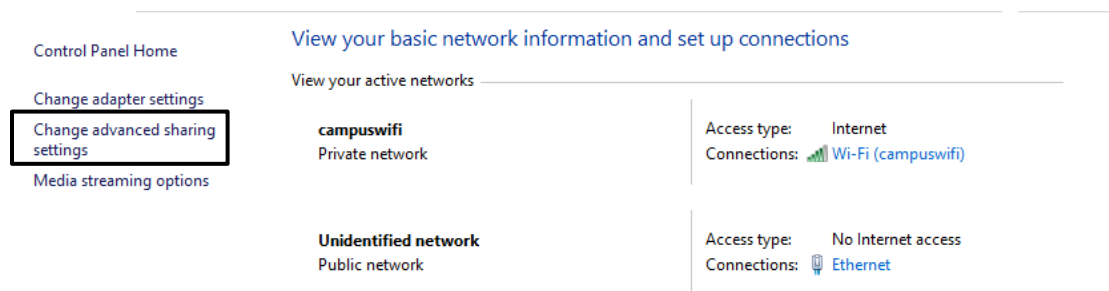 Control Panel Home
Change adapter settings
Change advanced sharing
settings
Media streaming options
View your basic network information and set up connections
View your active networks
campuswifi
Private network
Access type: Internet
Connections: Wi-Fi (campuswifi)
Unidentified network
Public network
Access type: No Internet access
Connections: Ethernet